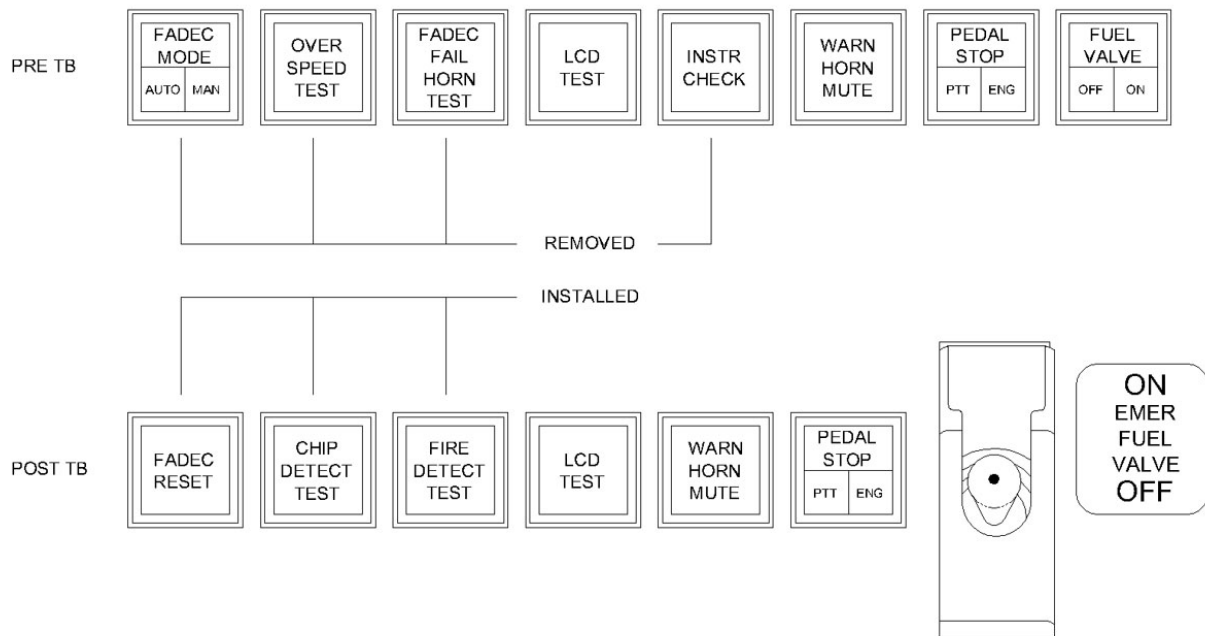 PRE TB
FADEC
MODE
AUTO MAN
OVER
SPEED
TEST
FADEC
FAIL
HORN
TEST
LCD
TEST
INSTR
CHECK
WARN
HORN
MUTE
PEDAL
STOP
PTT ENG
FUEL
VALVE
OFF ON
REMOVED
INSTALLED
POST TB
FADEC
RESET
CHIP
DETECT
TEST
FIRE
DETECT
TEST
LCD
TEST
WARN
HORN
MUTE
PEDAL
STOP
PTT ENG
ON
EMER
FUEL
VALVE
OFF